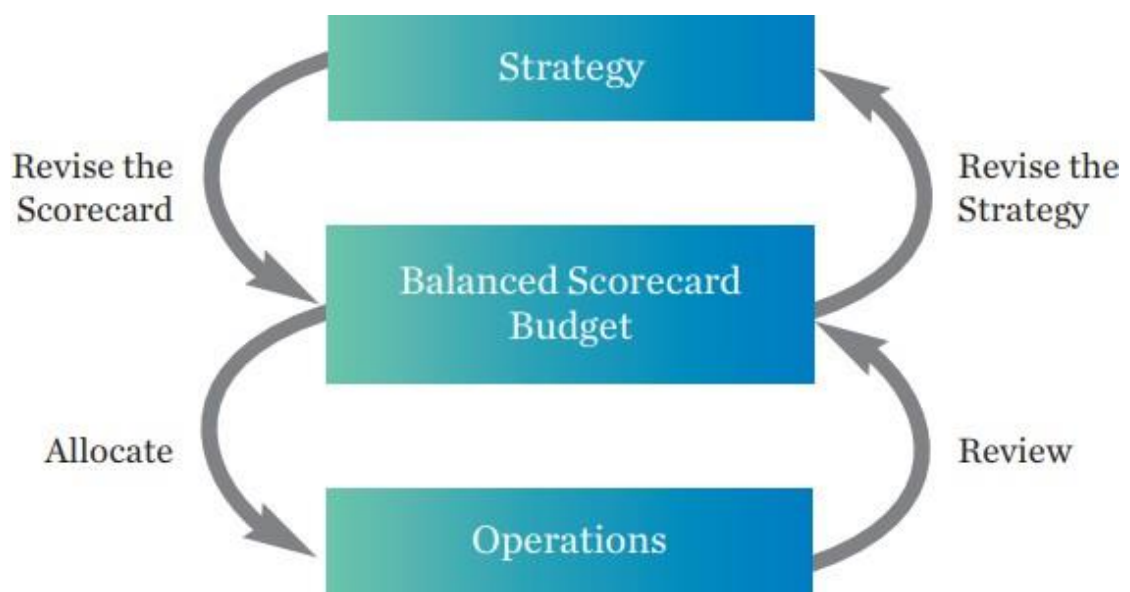 Strategy
Revise the
Scorecard
Revise the
Strategy
Balanced Scorecard
Budget
Allocate
Review
Operations